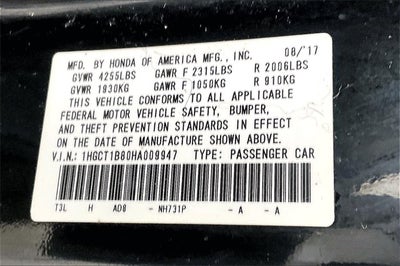 MFD. BY HONDA OF AMERICA MFG., INC. 08/'17
GVWR 4255LBS GAWR F 2315LBS R 2006LBS
GVWR 1930KG GAWR F 1050KG R 910KG
THIS VEHICLE CONFORMS TO ALL APPLICABLE
FEDERAL MOTOR VEHICLE SAFETY, BUMPER,
AND THEFT PREVENTION STANDARDS IN EFFECT
ON THE DATE OF MANUFACTURE SHOWN ABOVE.
V.I.N.: 1HGCT1B80HA009947 TYPE: PASSENGER CAR
T3L H AD8 - NH731P - A - A